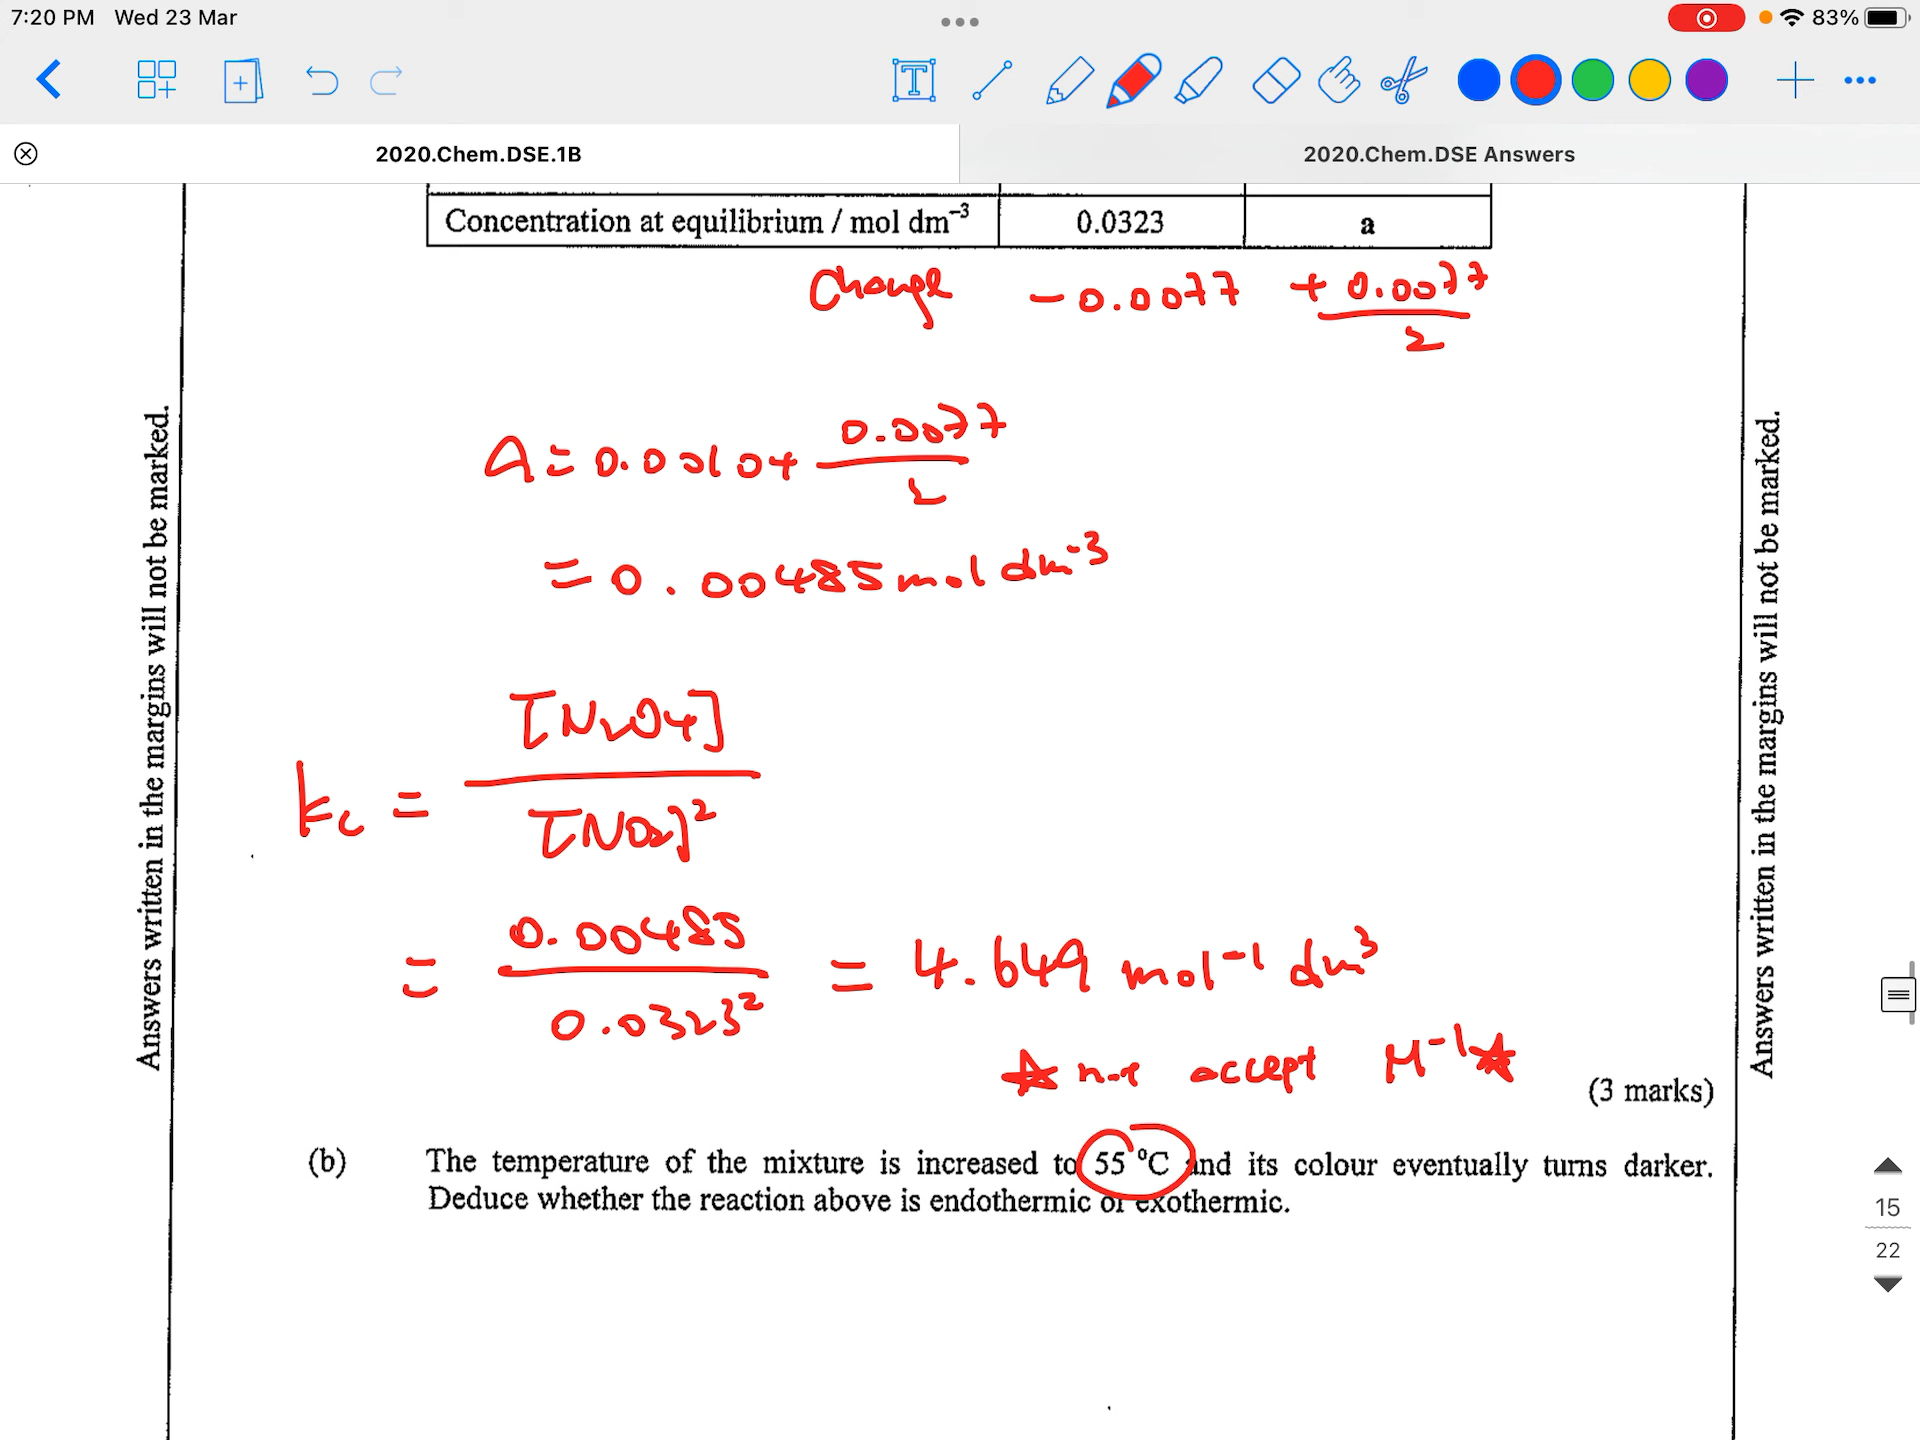 7:20 PM Wed 23 Mar
83%
2020.Chem.DSE.1B
2020.Chem.DSE Answers
Concentration at equilibrium / mol dm⁻³ 0.0323 a
Change -0.0077 + 0.0077/2
a = 0.0010 + 0.0077/2
= 0.00485 mol dm⁻³
Kc = [N2O4]/[NO2]²
= 0.00485/0.0323² = 4.649 mol⁻¹ dm³
☆ not accept M⁻¹ ☆
(3 marks)
(b) The temperature of the mixture is increased to 55 °C and its colour eventually turns darker.
Deduce whether the reaction above is endothermic or exothermic.
Answers written in the margins will not be marked.
Answers written in the margins will not be marked.
15
22